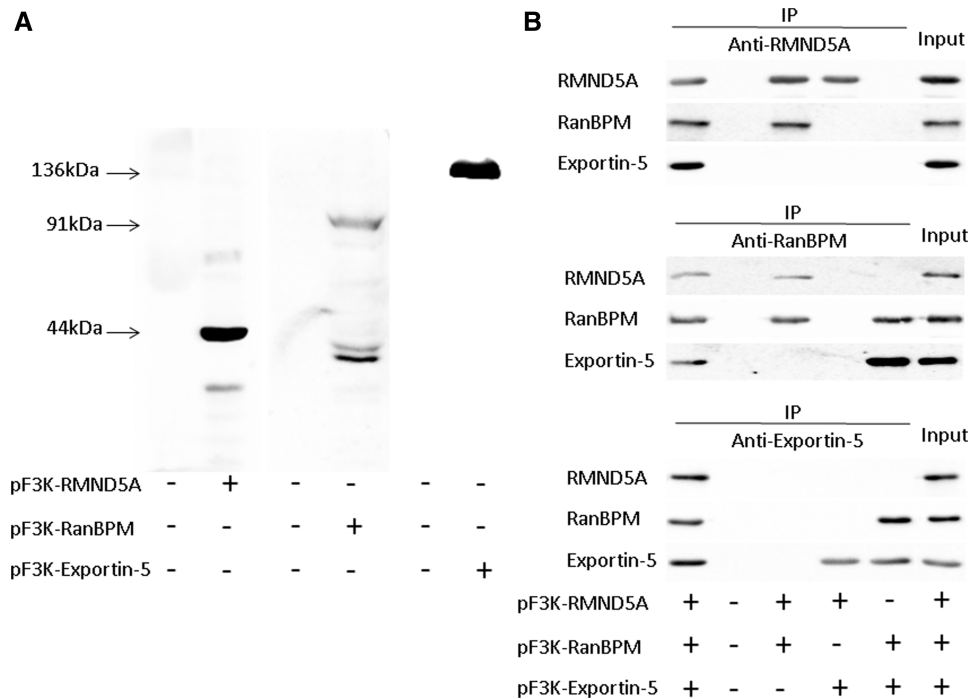 A
136kDa
91kDa
44kDa
pF3K-RMND5A - + - - - -
pF3K-RanBPM - - - + - -
pF3K-Exportin-5 - - - - - +
B
IP
Anti-RMND5A Input
RMND5A
RanBPM
Exportin-5
IP
Anti-RanBPM Input
RMND5A
RanBPM
Exportin-5
IP
Anti-Exportin-5 Input
RMND5A
RanBPM
Exportin-5
pF3K-RMND5A + - + + - +
pF3K-RanBPM + - + - + +
pF3K-Exportin-5 + - - + + +